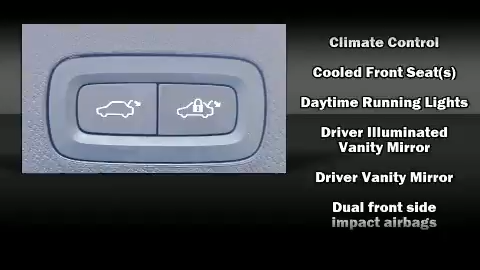 Climate Control
Cooled Front Seat(s)
Daytime Running Lights
Driver Illuminated
Vanity Mirror
Driver Vanity Mirror
Dual front side
impact airbags